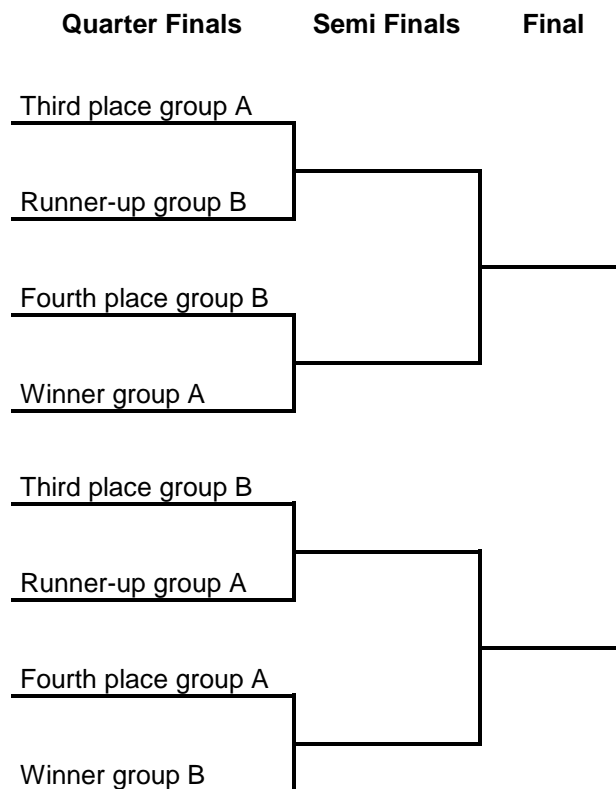 Quarter Finals Semi Finals Final
Third place group A
Runner-up group B
Fourth place group B
Winner group A
Third place group B
Runner-up group A
Fourth place group A
Winner group B